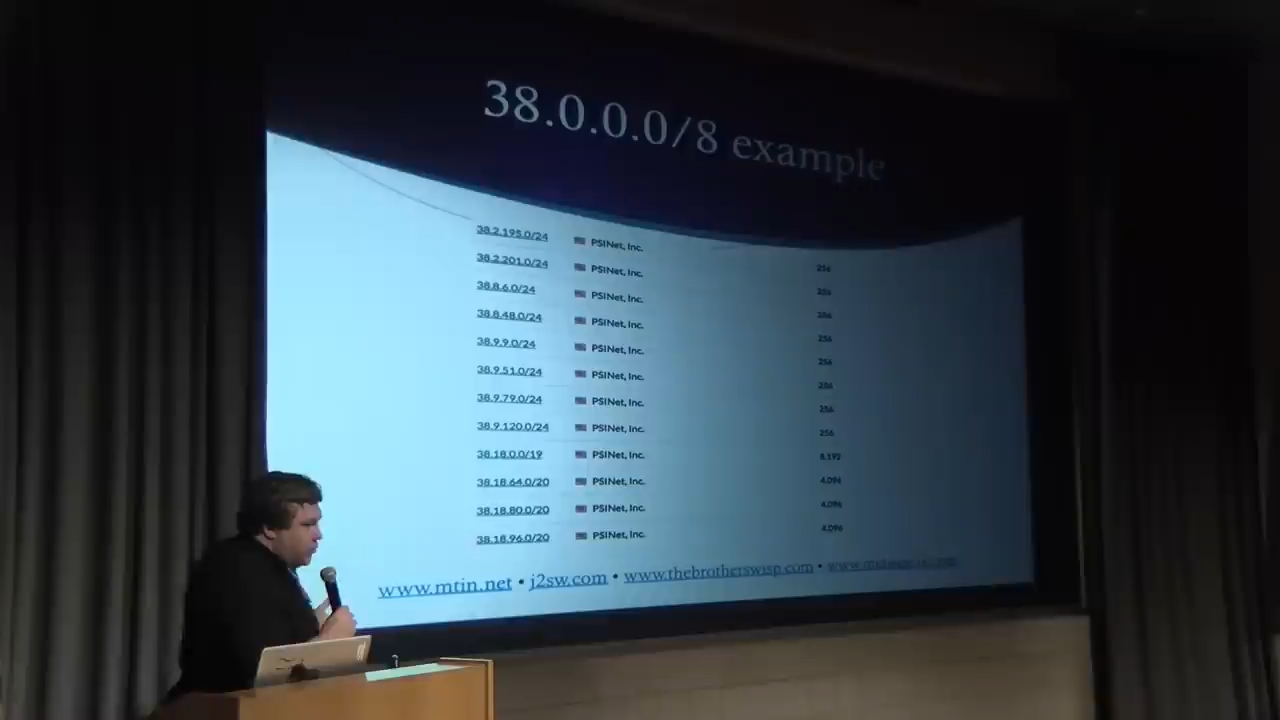 38.0.0.0/8 example
38.2.195.0/24 PSINet, Inc. 256
38.2.201.0/24 PSINet, Inc. 256
38.8.6.0/24 PSINet, Inc. 256
38.8.48.0/24 PSINet, Inc. 256
38.9.9.0/24 PSINet, Inc. 256
38.9.51.0/24 PSINet, Inc. 256
38.9.79.0/24 PSINet, Inc. 256
38.9.120.0/24 PSINet, Inc. 256
38.18.0.0/19 PSINet, Inc. 8,192
38.18.64.0/20 PSINet, Inc. 4,096
38.18.80.0/20 PSINet, Inc. 4,096
38.18.96.0/20 PSINet, Inc. 4,096
www.mtin.net • j2sw.com • www.thebrotherswisp.com •